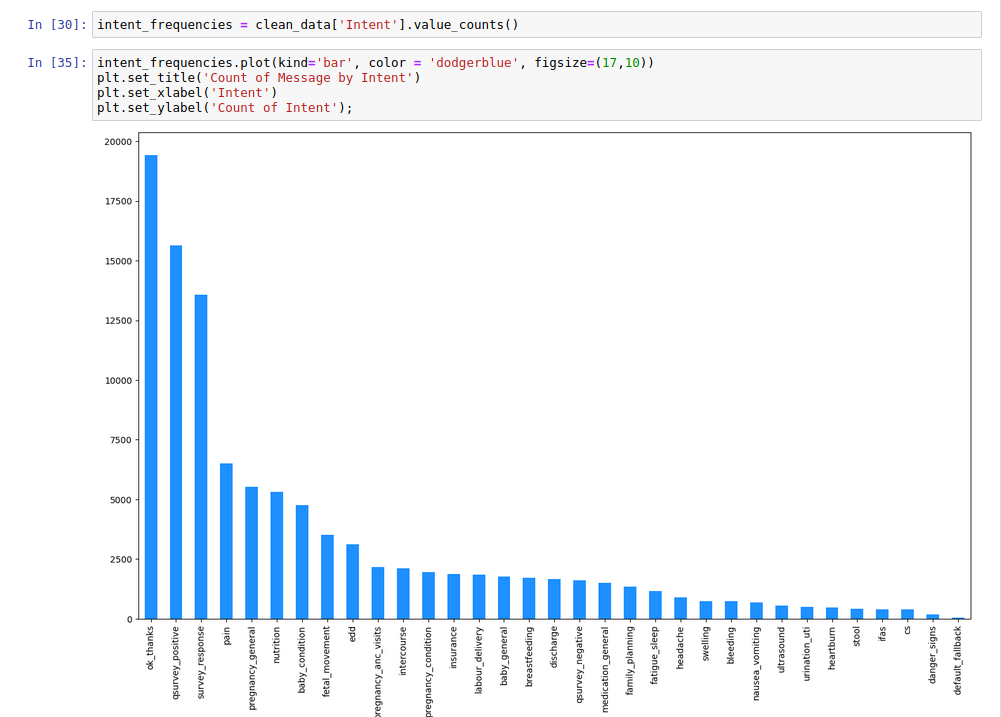 In [30]: intent_frequencies = clean_data['Intent'].value_counts()
In [35]: intent_frequencies.plot(kind='bar', color = 'dodgerblue', figsize=(17,10))
plt.set_title('Count of Message by Intent')
plt.set_xlabel('Intent')
plt.set_ylabel('Count of Intent');
20000
17500
15000
12500
10000
7500
5000
2500
0
ok_thanks
qsurvey_positive
survey_response
pain
pregnancy_general
nutrition
baby_condition
fetal_movement
edd
regnancy_anc_visits
intercourse
pregnancy_condition
insurance
labour_delivery
baby_general
breastfeeding
discharge
qsurvey_negative
medication_general
family_planning
fatigue_sleep
headache
swelling
bleeding
nausea_vomiting
ultrasound
urination_uti
heartburn
stool
ifas
cs
danger_signs
default_fallback